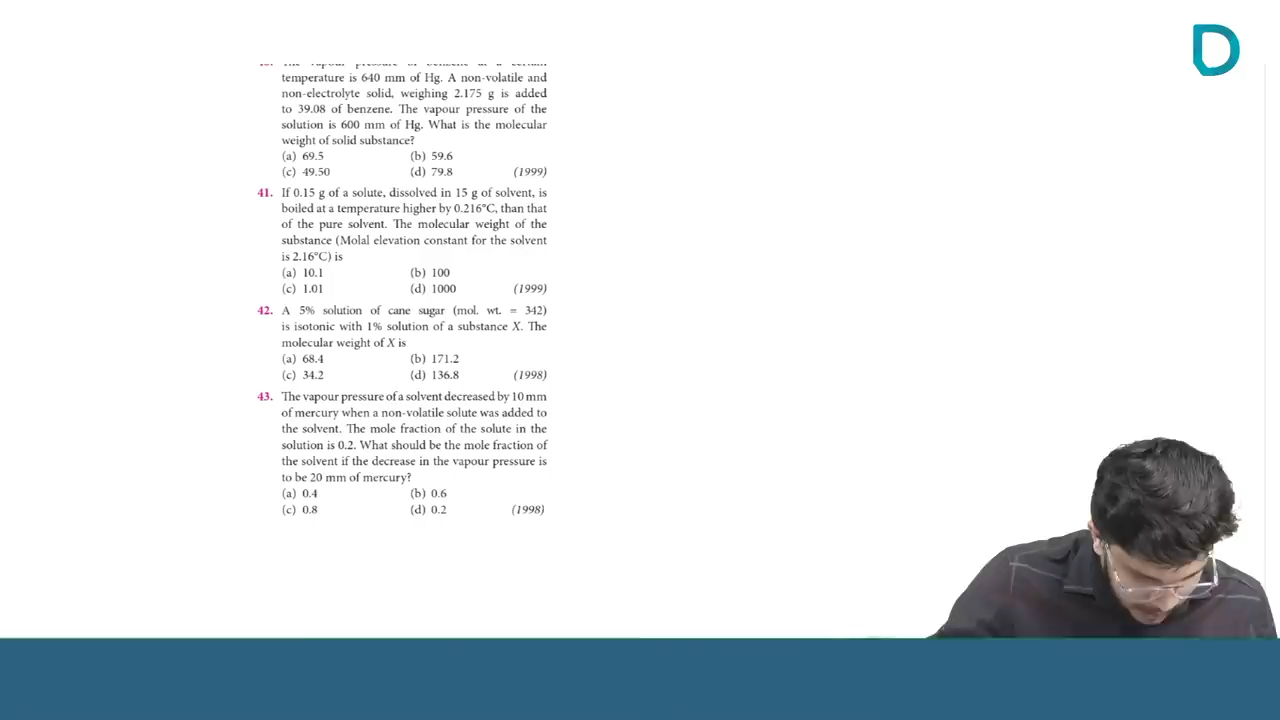 temperature is 640 mm of Hg. A non-volatile and
non-electrolyte solid, weighing 2.175 g is added
to 39.08 of benzene. The vapour pressure of the
solution is 600 mm of Hg. What is the molecular
weight of solid substance?
(a) 69.5 (b) 59.6
(c) 49.50 (d) 79.8 (1999)
41. If 0.15 g of a solute, dissolved in 15 g of solvent, is
boiled at a temperature higher by 0.216°C, than that
of the pure solvent. The molecular weight of the
substance (Molal elevation constant for the solvent
is 2.16°C) is
(a) 10.1 (b) 100
(c) 1.01 (d) 1000 (1999)
42. A 5% solution of cane sugar (mol. wt. = 342)
is isotonic with 1% solution of a substance X. The
molecular weight of X is
(a) 68.4 (b) 171.2
(c) 34.2 (d) 136.8 (1998)
43. The vapour pressure of a solvent decreased by 10 mm
of mercury when a non-volatile solute was added to
the solvent. The mole fraction of the solute in the
solution is 0.2. What should be the mole fraction of
the solvent if the decrease in the vapour pressure is
to be 20 mm of mercury?
(a) 0.4 (b) 0.6
(c) 0.8 (d) 0.2 (1998)